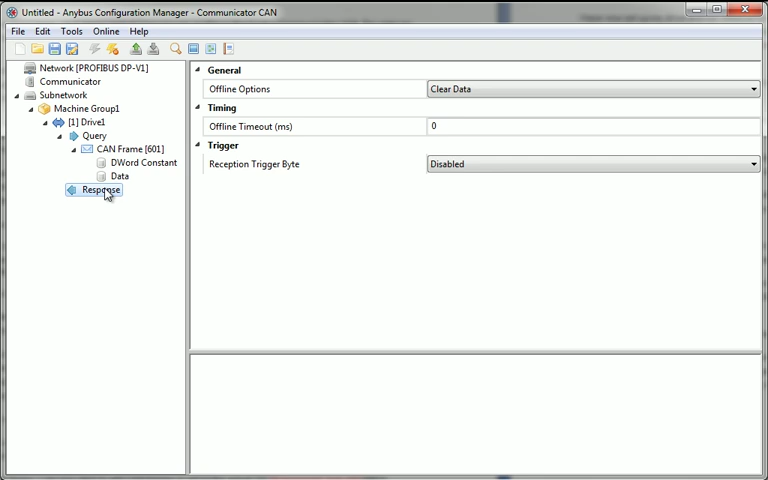 Untitled - Anybus Configuration Manager - Communicator CAN
File Edit Tools Online Help
Network [PROFIBUS DP-V1]
Communicator
Subnetwork
Machine Group1
[1] Drive1
Query
CAN Frame [601]
DWord Constant
Data
Response
General
Offline Options Clear Data
Timing
Offline Timeout (ms) 0
Trigger
Reception Trigger Byte Disabled